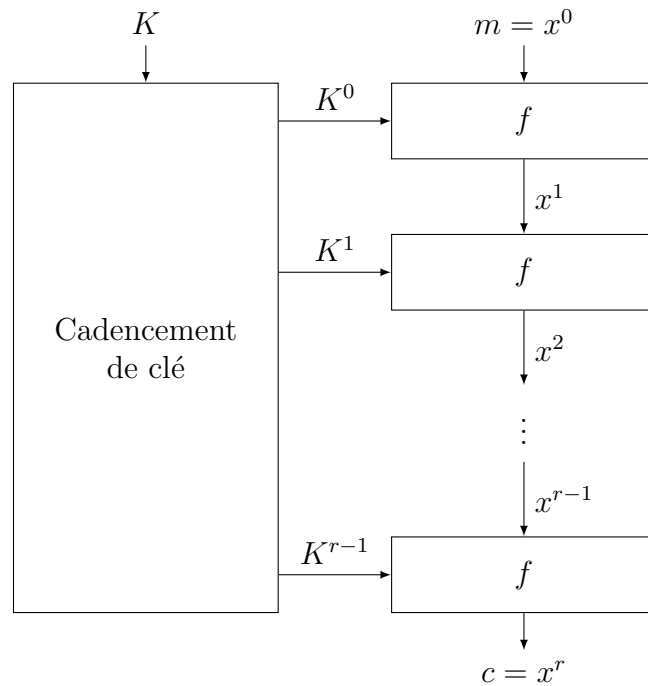 K
m = x^0
K^0
f
x^1
K^1
f
Cadencement
de clé
x^2
⋮
x^{r-1}
K^{r-1}
f
c = x^r